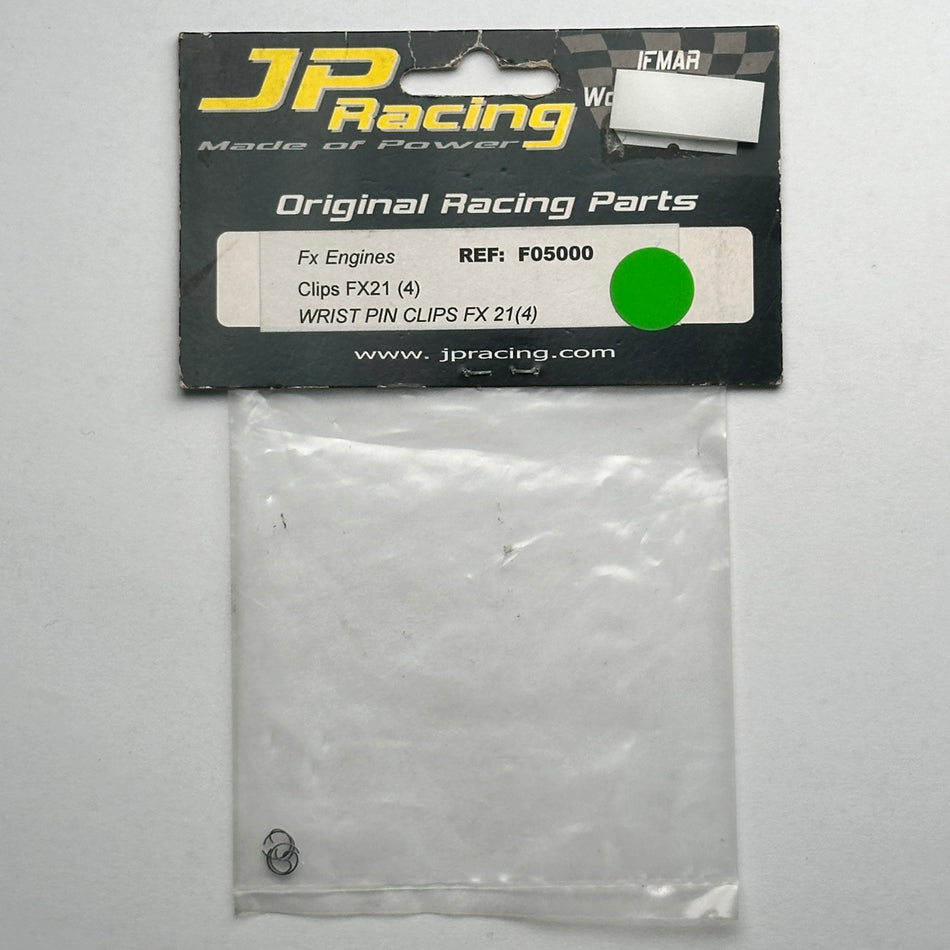 JP
Racing
Made of Power
IFMAR
Original Racing Parts
Fx Engines REF: F05000
Clips FX21 (4)
WRIST PIN CLIPS FX 21(4)
www. jpracing.com